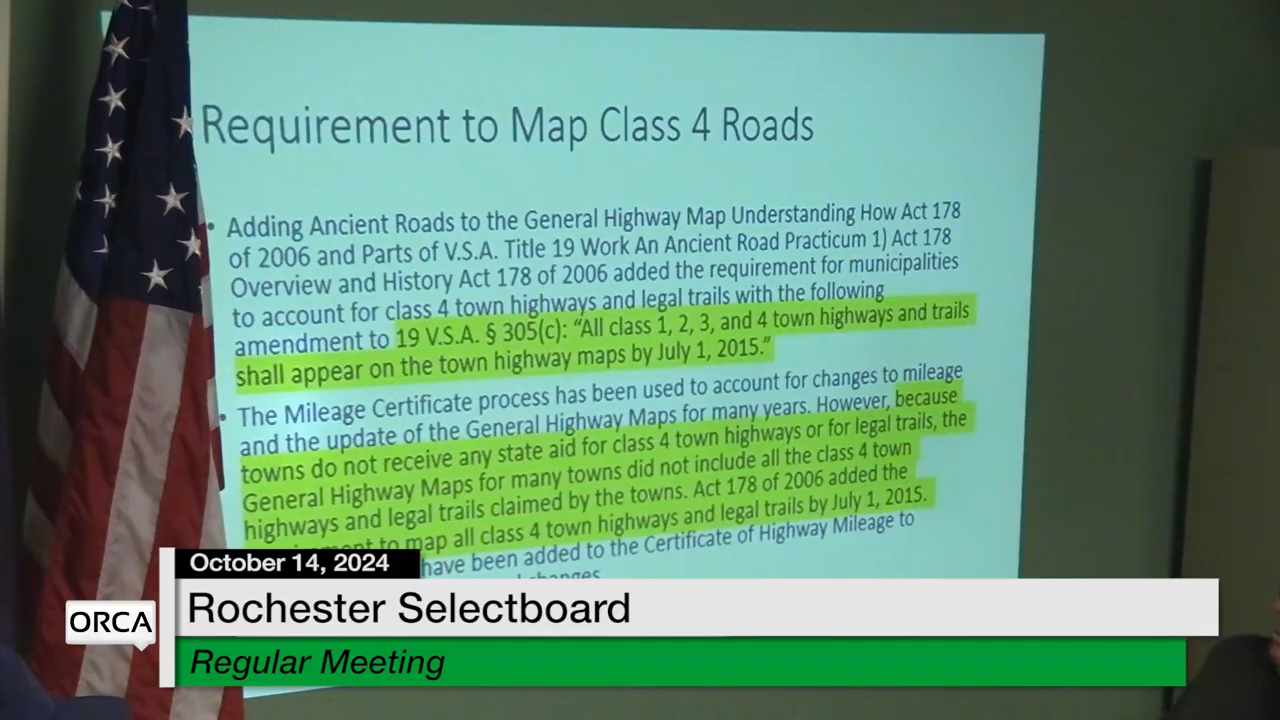 Requirement to Map Class 4 Roads
• Adding Ancient Roads to the General Highway Map Understanding How Act 178
of 2006 and Parts of V.S.A. Title 19 Work An Ancient Road Practicum 1) Act 178
Overview and History Act 178 of 2006 added the requirement for municipalities
to account for class 4 town highways and legal trails with the following
amendment to 19 V.S.A. § 305(c): “All class 1, 2, 3, and 4 town highways and trails
shall appear on the town highway maps by July 1, 2015.”
• The Mileage Certificate process has been used to account for changes to mileage
and the update of the General Highway Maps for many years. However, because
towns do not receive any state aid for class 4 town highways or for legal trails, the
General Highway Maps for many towns did not include all the class 4 town
highways and legal trails claimed by the towns. Act 178 of 2006 added the
to map all class 4 town highways and legal trails by July 1, 2015.
have been added to the Certificate of Highway Mileage to
changes
October 14, 2024
Rochester Selectboard
ORCA
Regular Meeting